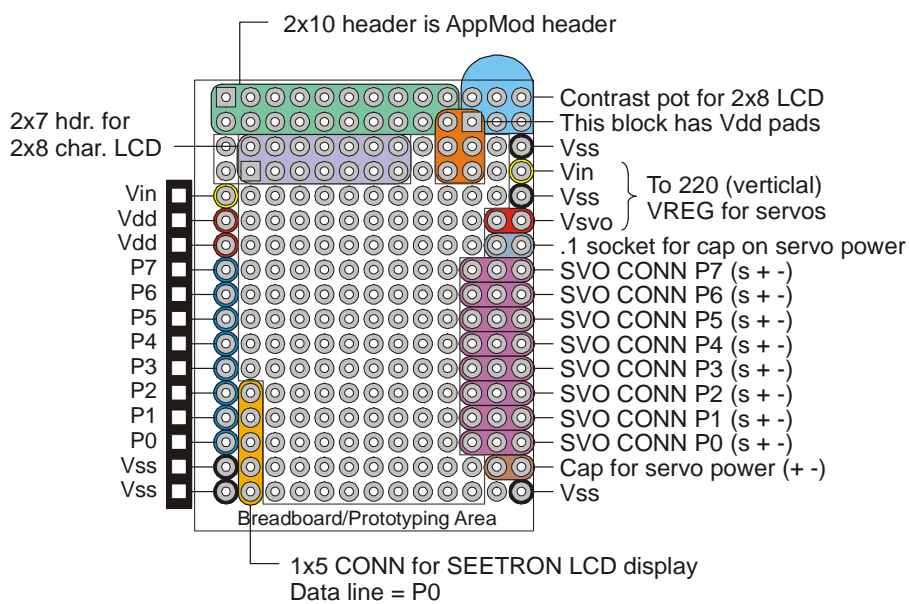 2x10 header is AppMod header
2x7 hdr. for
2x8 char. LCD
Contrast pot for 2x8 LCD
This block has Vdd pads
Vss
Vin
Vss
Vsvo
To 220 (verticlal)
VREG for servos
.1 socket for cap on servo power
SVO CONN P7 (s + -)
SVO CONN P6 (s + -)
SVO CONN P5 (s + -)
SVO CONN P4 (s + -)
SVO CONN P3 (s + -)
SVO CONN P2 (s + -)
SVO CONN P1 (s + -)
SVO CONN P0 (s + -)
Cap for servo power (+ -)
Vss
Vin
Vdd
Vdd
P7
P6
P5
P4
P3
P2
P1
P0
Vss
Vss
Breadboard/Prototyping Area
1x5 CONN for SEETRON LCD display
Data line = P0